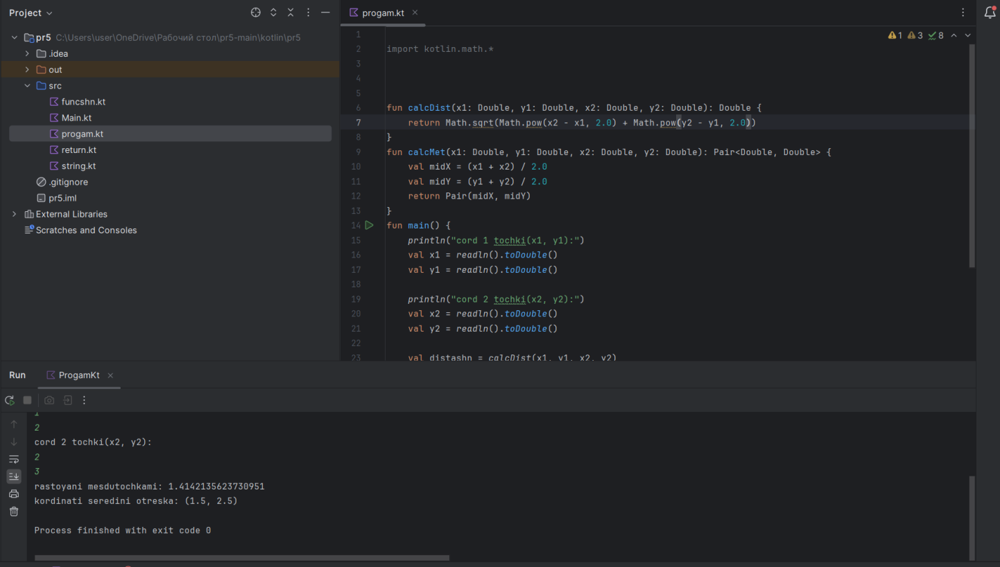 Project
pr5 C:\Users\user\OneDrive\Рабочий стол\pr5-main\kotlin\pr5
.idea
out
src
funcshn.kt
Main.kt
progam.kt
return.kt
string.kt
.gitignore
pr5.iml
External Libraries
Scratches and Consoles
progam.kt
1 3 8
1
2 import kotlin.math.*
3
4
5
6 fun calcDist(x1: Double, y1: Double, x2: Double, y2: Double): Double {
7 return Math.sqrt(Math.pow(x2 - x1, 2.0) + Math.pow(y2 - y1, 2.0))
8 }
9 fun calcMet(x1: Double, y1: Double, x2: Double, y2: Double): Pair<Double, Double> {
10 val midX = (x1 + x2) / 2.0
11 val midY = (y1 + y2) / 2.0
12 return Pair(midX, midY)
13 }
14 fun main() {
15 println("cord 1 tochki(x1, y1):")
16 val x1 = readln().toDouble()
17 val y1 = readln().toDouble()
18
19 println("cord 2 tochki(x2, y2):")
20 val x2 = readln().toDouble()
21 val y2 = readln().toDouble()
22
23 val distashn = calcDist(x1, y1, x2, y2)
Run ProgamKt
1
2
cord 2 tochki(x2, y2):
2
3
rastoyani mesdutochkami: 1.4142135623730951
kordinati seredini otreska: (1.5, 2.5)
Process finished with exit code 0